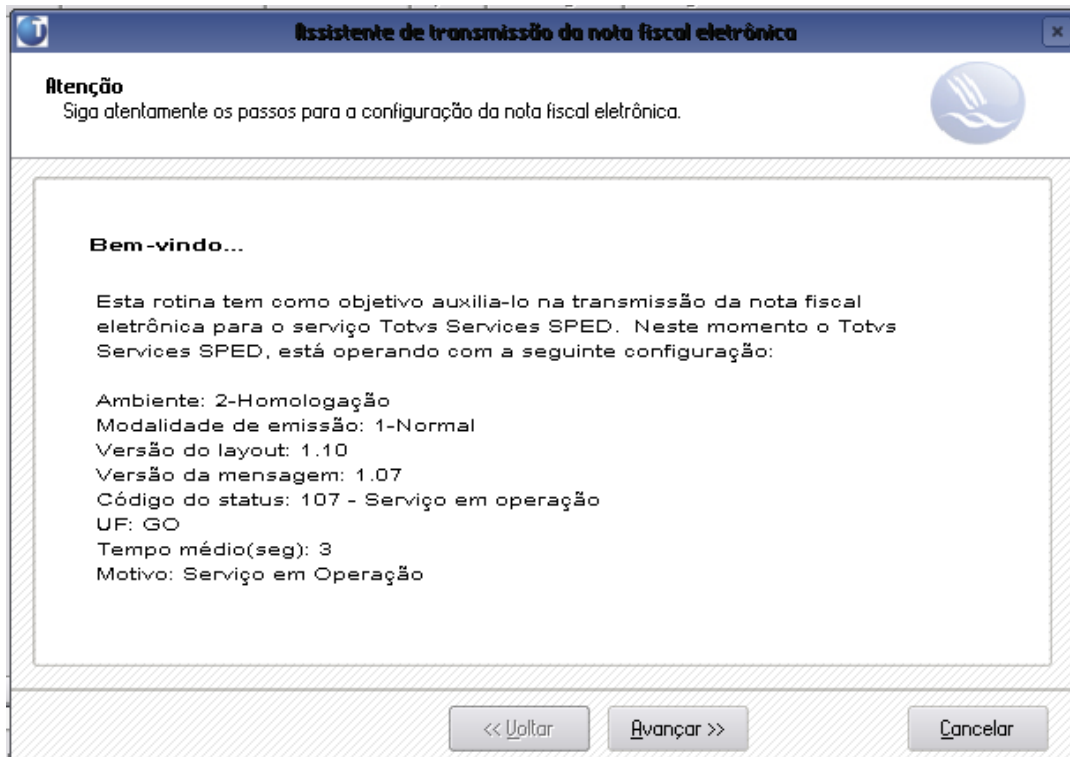 Assistente de transmissão da nota fiscal eletrônica
Atenção
Siga atentamente os passos para a configuração da nota fiscal eletrônica.
Bem-vindo...
Esta rotina tem como objetivo auxilia-lo na transmissão da nota fiscal
eletrônica para o serviço Totvs Services SPED. Neste momento o Totvs
Services SPED, está operando com a seguinte configuração:
Ambiente: 2-Homologação
Modalidade de emissão: 1-Normal
Versão do layout: 1.10
Versão da mensagem: 1.07
Código do status: 107 - Serviço em operação
UF: GO
Tempo médio(seg): 3
Motivo: Serviço em Operação
<< Voltar
Avançar >>
Cancelar